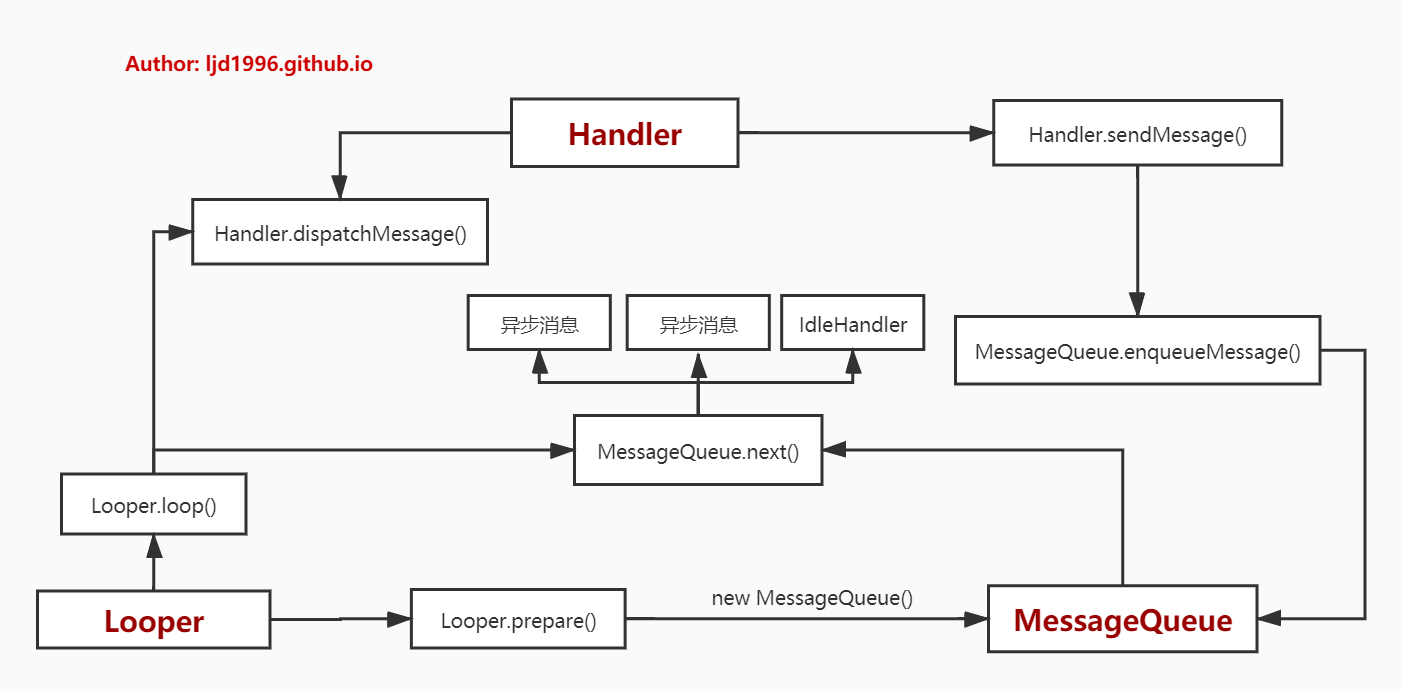 Author: ljd1996.github.io
Handler
Handler.sendMessage()
Handler.dispatchMessage()
异步消息
异步消息
IdleHandler
MessageQueue.enqueueMessage()
MessageQueue.next()
Looper.loop()
Looper
Looper.prepare()
new MessageQueue()
MessageQueue